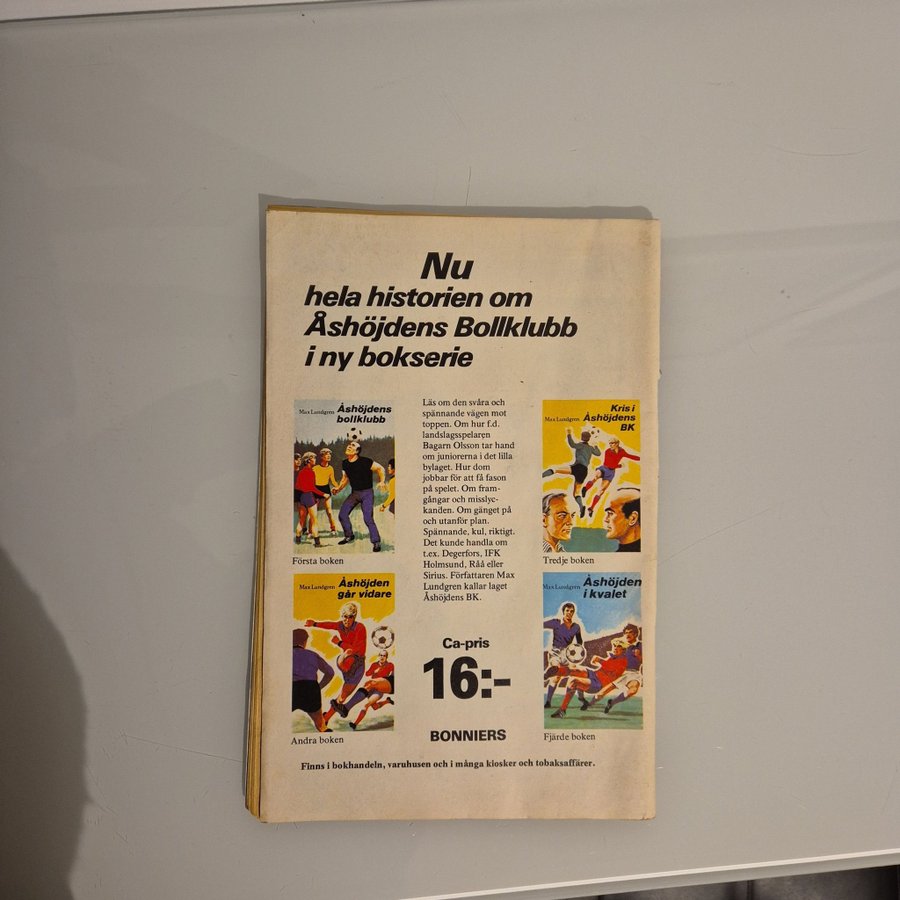 Nu
hela historien om
Åshöjdens Bollklubb
i ny bokserie
Max Lundgren Åshöjdens
bollklubb
Första boken
Max Lundgren Åshöjden
går vidare
Andra boken
Läs om den svåra och
spännande vägen mot
toppen. Om hur f.d.
landslagsspelaren
Bagarn Olsson tar hand
om juniorerna i det lilla
bylaget. Hur dom
jobbar för att få fason
på spelet. Om fram-
gångar och misslyc-
kanden. Om gänget på
och utanför plan.
Spännande, kul, riktigt.
Det kunde handla om
t.ex. Degerfors, IFK
Holmsund, Råå eller
Sirius. Författaren Max
Lundgren kallar laget
Åshöjdens BK.
Ca-pris
16:-
BONNIERS
Kris i
Max Lundgren Åshöjdens
BK
Tredje boken
Max Lundgren Åshöjden
i kvalet
Fjärde boken
Finns i bokhandeln, varuhusen och i många kiosker och tobaksaffärer.